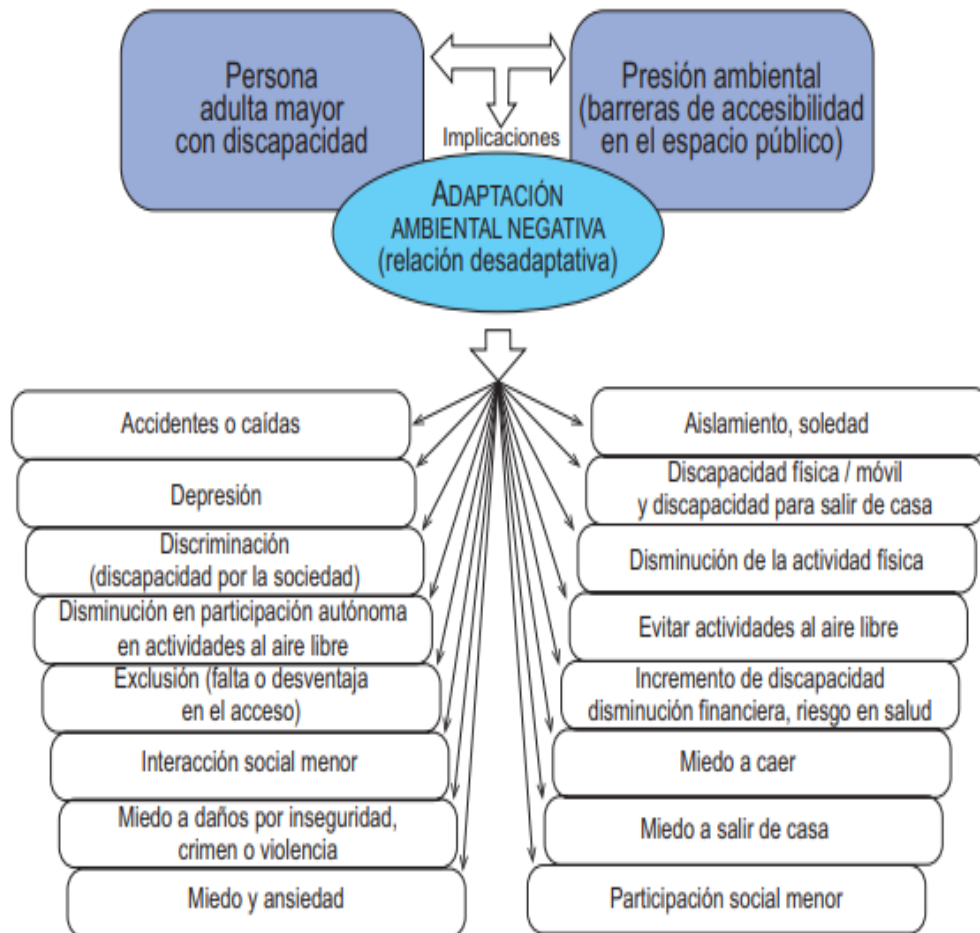 Persona
adulta mayor
con discapacidad
Presión ambiental
(barreras de accesibilidad
en el espacio público)
Implicaciones
ADAPTACIÓN
AMBIENTAL NEGATIVA
(relación desadaptativa)
Accidentes o caídas
Depresión
Discriminación
(discapacidad por la sociedad)
Disminución en participación autónoma
en actividades al aire libre
Exclusión (falta o desventaja
en el acceso)
Interacción social menor
Miedo a daños por inseguridad,
crimen o violencia
Miedo y ansiedad
Aislamiento, soledad
Discapacidad física / móvil
y discapacidad para salir de casa
Disminución de la actividad física
Evitar actividades al aire libre
Incremento de discapacidad
disminución financiera, riesgo en salud
Miedo a caer
Miedo a salir de casa
Participación social menor